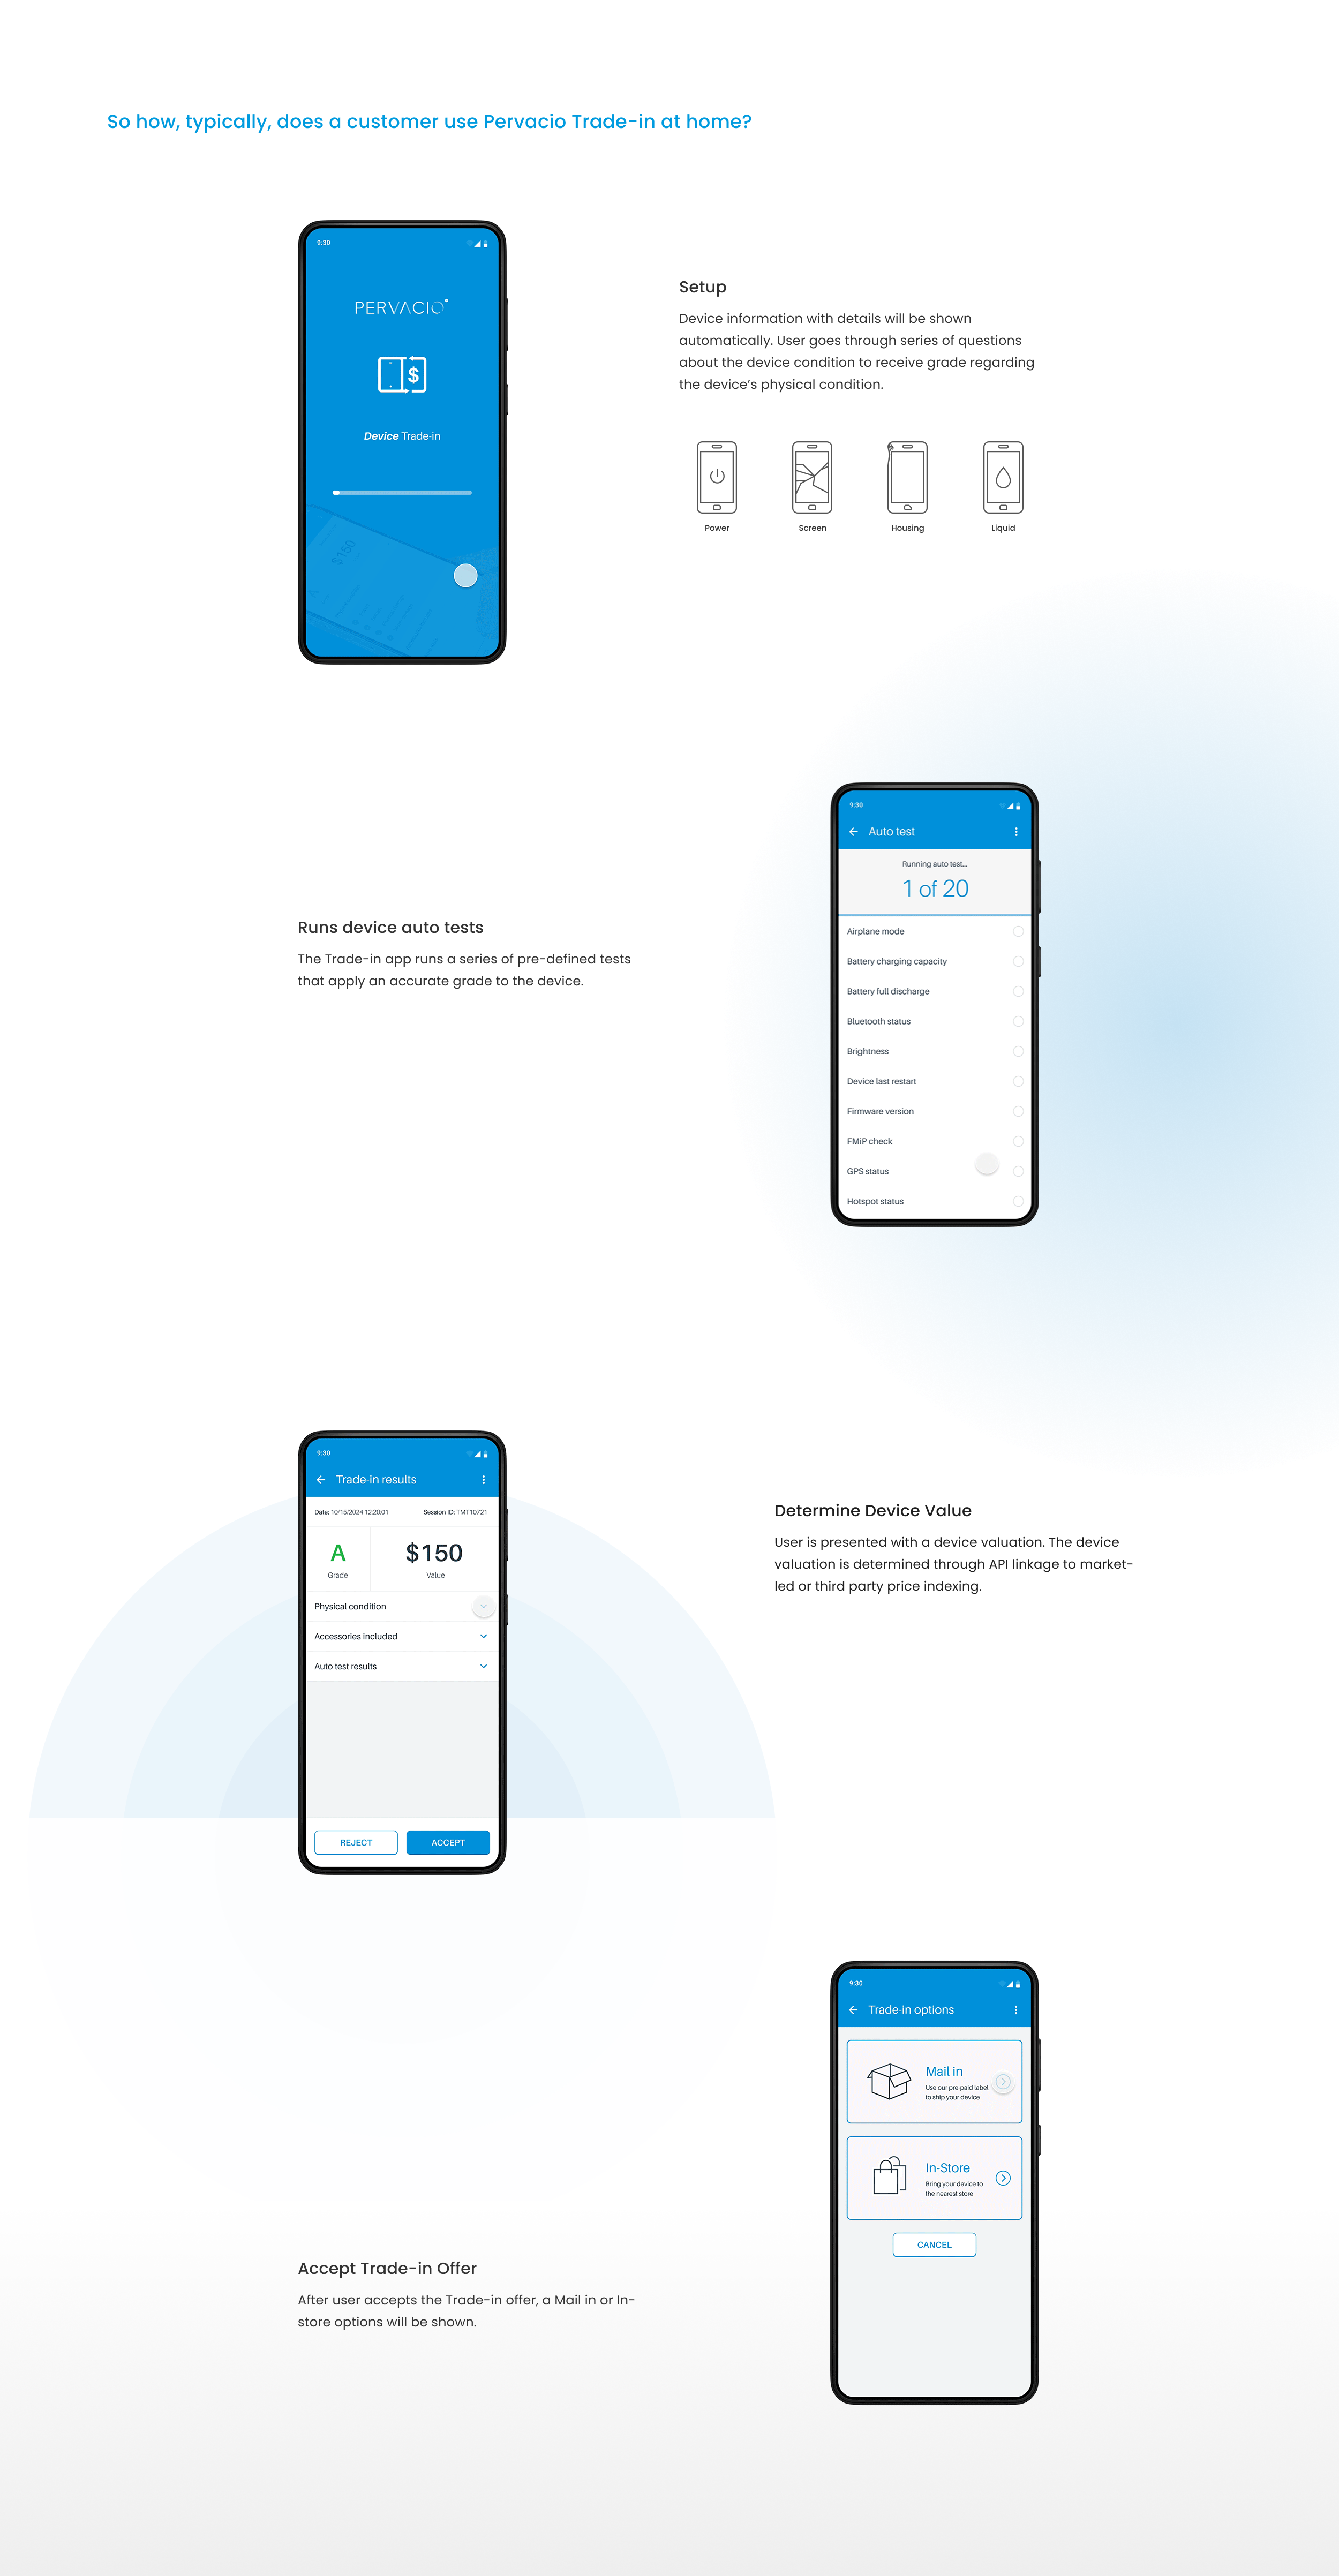 So how, typically, does a customer use Pervacio Trade-in at home?
9:30
PERVACIO
Device Trade-in
$150
Setup
Device information with details will be shown
automatically. User goes through series of questions
about the device condition to receive grade regarding
the device's physical condition.
Power
Screen
Housing
Liquid
Runs device auto tests
The Trade-in app runs a series of pre-defined tests
that apply an accurate grade to the device.
9:30
Auto test
Running auto test...
1 of 20
Airplane mode
Battery charging capacity
Battery full discharge
Bluetooth status
Brightness
Device last restart
Firmware version
FMiP check
GPS status
Hotspot status
9:30
Trade-in results
Date: 10/15/2024 12:20:01
Session ID: TMT10721
A
Grade
$150
Value
Physical condition
Accessories included
Auto test results
REJECT
ACCEPT
Determine Device Value
User is presented with a device valuation. The device
valuation is determined through API linkage to market-
led or third party price indexing.
Accept Trade-in Offer
After user accepts the Trade-in offer, a Mail in or In-
store options will be shown.
9:30
Trade-in options
Mail in
Use our pre-paid label
to ship your device
In-Store
Bring your device to
the nearest store
CANCEL